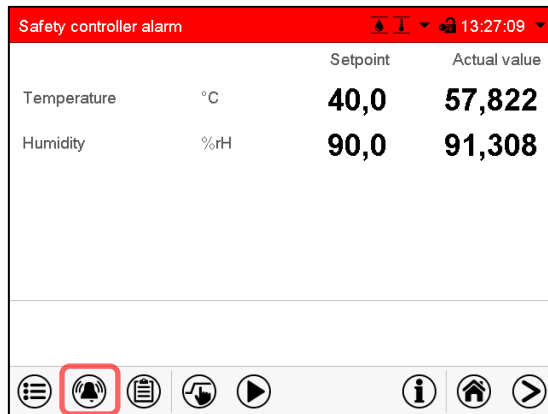 Safety controller alarm 13:27:09
Setpoint Actual value
Temperature °C 40,0 57,822
Humidity %rH 90,0 91,308